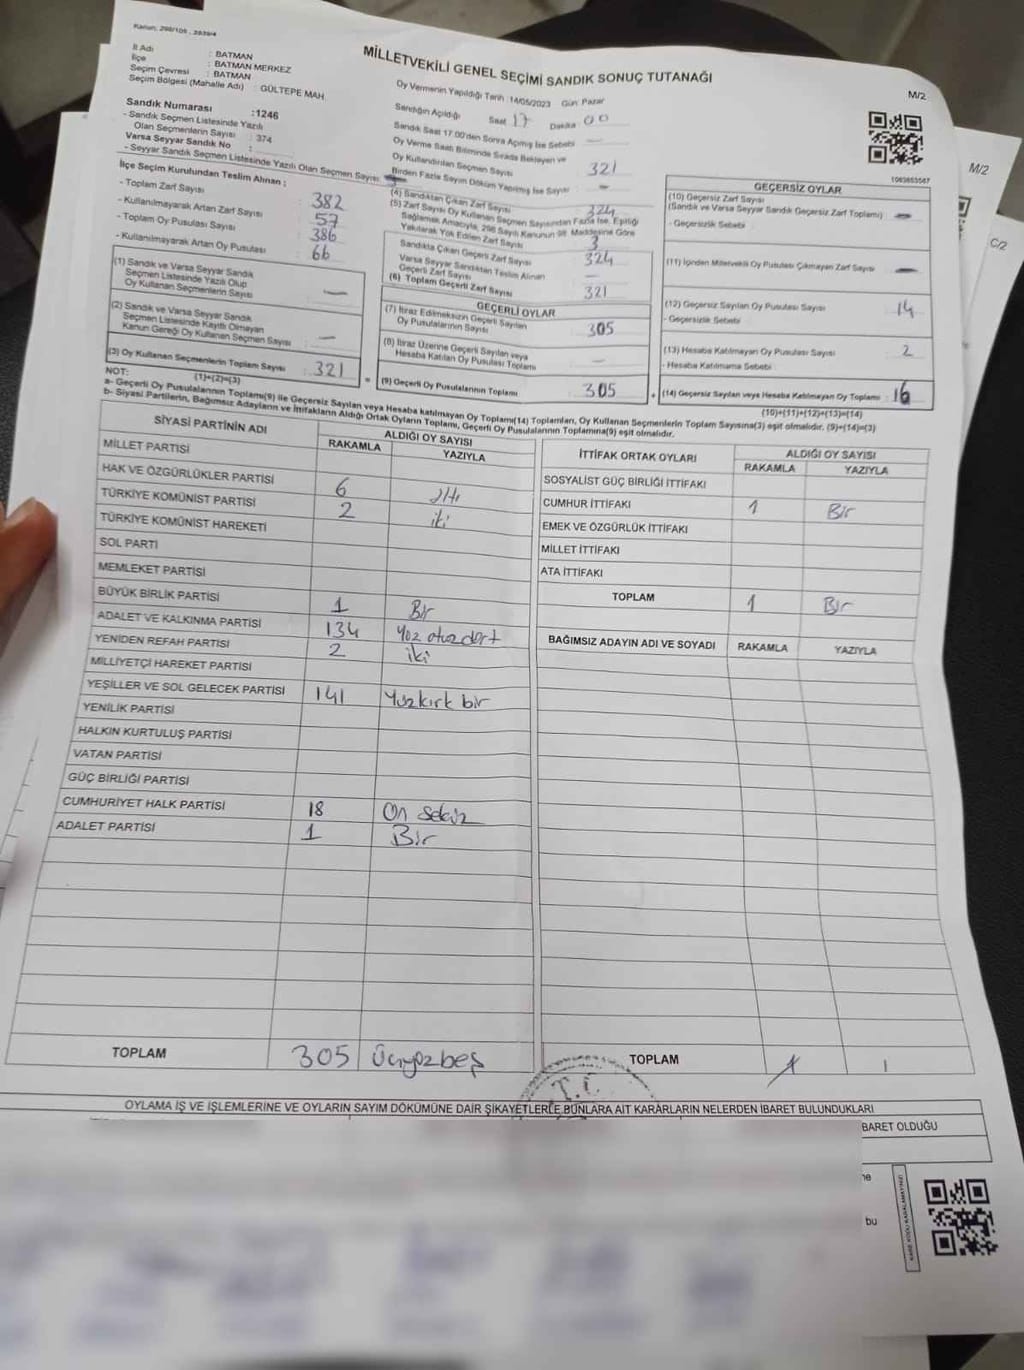 Kanun: 298/105 , 2839/4
MİLLETVEKİLİ GENEL SEÇİMİ SANDIK SONUÇ TUTANAĞI
M/2
İl Adı : BATMAN
İlçe : BATMAN MERKEZ
Seçim Çevresi : BATMAN
Seçim Bölgesi (Mahalle Adı) : GÜLTEPE MAH.
Sandık Numarası : 1246
- Sandık Seçmen Listesinde Yazılı
Olan Seçmenlerin Sayısı : 374
Varsa Seyyar Sandık No :
- Seyyar Sandık Seçmen Listesinde Yazılı Olan Seçmen Sayısı :
Oy Vermenin Yapıldığı Tarih : 14/05/2023 Gün: Pazar
Sandığın Açıldığı Saat 17 Dakika 00
Sandık Saat 17.00'den Sonra Açılmış İse Sebebi —
Oy Verme Saati Bitiminde Sırada Bekleyen ve
Oy Kullandırılan Seçmen Sayısı 321
Birden Fazla Sayım Döküm Yapılmış İse Sayısı —
1063653587
İlçe Seçim Kurulundan Teslim Alınan ;
- Toplam Zarf Sayısı 382
- Kullanılmayarak Artan Zarf Sayısı 57
- Toplam Oy Pusulası Sayısı 386
- Kullanılmayarak Artan Oy Pusulası 66
(1) Sandık ve Varsa Seyyar Sandık
Seçmen Listesinde Yazılı Olup
Oy Kullanan Seçmenlerin Sayısı —
(2) Sandık ve Varsa Seyyar Sandık
Seçmen Listesinde Kayıtlı Olmayan
Kanun Gereği Oy Kullanan Seçmen Sayısı —
(3) Oy Kullanan Seçmenlerin Toplam Sayısı : 321
(1)+(2)=(3)
(4) Sandıktan Çıkan Zarf Sayısı 324
(5) Zarf Sayısı Oy Kullanan Seçmen Sayısından Fazla İse, Eşitliği
Sağlamak Amacıyla, 298 Sayılı Kanunun 98. Maddesine Göre
Yakılarak Yok Edilen Zarf Sayısı 3
Sandıkta Çıkan Geçerli Zarf Sayısı 324
Varsa Seyyar Sandıktan Teslim Alınan
Geçerli Zarf Sayısı —
(6) Toplam Geçerli Zarf Sayısı 321
GEÇERLİ OYLAR
(7) İtiraz Edilmeksizin Geçerli Sayılan
Oy Pusulalarının Sayısı 305
(8) İtiraz Üzerine Geçerli Sayılan veya
Hesaba Katılan Oy Pusulası Toplamı —
= (9) Geçerli Oy Pusulalarının Toplamı 305 +
GEÇERSİZ OYLAR
(10) Geçersiz Zarf Sayısı
(Sandık ve Varsa Seyyar Sandık Geçersiz Zarf Toplamı) —
- Geçersizlik Sebebi
(11) İçinden Milletvekili Oy Pusulası Çıkmayan Zarf Sayısı —
(12) Geçersiz Sayılan Oy Pusulası Sayısı 14
- Geçersizlik Sebebi
(13) Hesaba Katılmayan Oy Pusulası Sayısı 2
- Hesaba Katılmama Sebebi
(14) Geçersiz Sayılan veya Hesaba Katılmayan Oy Toplamı : 16
(10)+(11)+(12)+(13)=(14)
NOT:
a- Geçerli Oy Pusulalarının Toplamı(9) ile Geçersiz Sayılan veya Hesaba katılmayan Oy Toplamı(14) Toplamları, Oy Kullanan Seçmenlerin Toplam Sayısına(3) eşit olmalıdır. (9)+(14)=(3)
b- Siyasi Partilerin, Bağımsız Adayların ve İttifakların Aldığı Ortak Oyların Toplamı, Geçerli Oy Pusulalarının Toplamına(9) eşit olmalıdır.
SİYASİ PARTİNİN ADI ALDIĞI OY SAYISI
RAKAMLA YAZIYLA
MİLLET PARTİSİ
HAK VE ÖZGÜRLÜKLER PARTİSİ 6 Altı
TÜRKİYE KOMÜNİST PARTİSİ 2 iki
TÜRKİYE KOMÜNİST HAREKETİ
SOL PARTİ
MEMLEKET PARTİSİ
BÜYÜK BİRLİK PARTİSİ 1 Bir
ADALET VE KALKINMA PARTİSİ 134 Yüz otuz dört
YENİDEN REFAH PARTİSİ 2 iki
MİLLİYETÇİ HAREKET PARTİSİ
YEŞİLLER VE SOL GELECEK PARTİSİ 141 Yüzkırk bir
YENİLİK PARTİSİ
HALKIN KURTULUŞ PARTİSİ
VATAN PARTİSİ
GÜÇ BİRLİĞİ PARTİSİ
CUMHURİYET HALK PARTİSİ 18 On sekiz
ADALET PARTİSİ 1 Bir
TOPLAM 305 Üçyüzbeş
İTTİFAK ORTAK OYLARI ALDIĞI OY SAYISI
RAKAMLA YAZIYLA
SOSYALİST GÜÇ BİRLİĞİ İTTİFAKI
CUMHUR İTTİFAKI 1 Bir
EMEK VE ÖZGÜRLÜK İTTİFAKI
MİLLET İTTİFAKI
ATA İTTİFAKI
TOPLAM 1 Bir
BAĞIMSIZ ADAYIN ADI VE SOYADI RAKAMLA YAZIYLA
TOPLAM
T.C
OYLAMA İŞ VE İŞLEMLERİNE VE OYLARIN SAYIM DÖKÜMÜNE DAİR ŞİKAYETLERLE BUNLARA AİT KARARLARIN NELERDEN İBARET BULUNDUKLARI
BARET OLDUĞU
ne
bu
KARE KODU KARALAMAYINIZ!
M/2
C/2